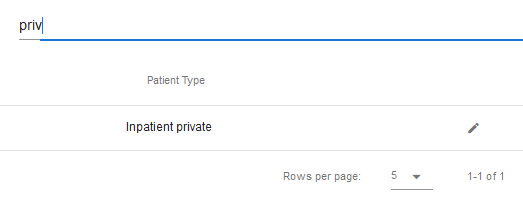 priv
Patient Type
Inpatient private
Rows per page: 5 1-1 of 1